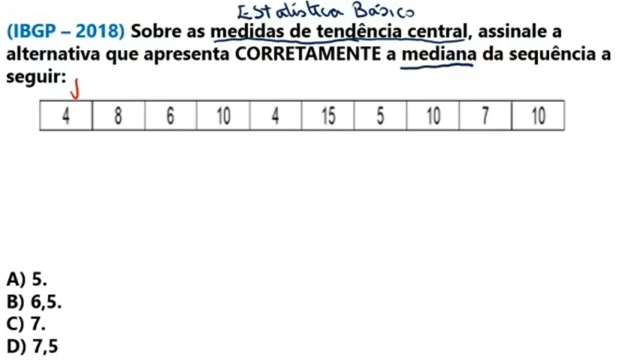 Estatística Básica
(IBGP – 2018) Sobre as medidas de tendência central, assinale a
alternativa que apresenta CORRETAMENTE a mediana da sequência a
seguir:
4 8 6 10 4 15 5 10 7 10
A) 5.
B) 6,5.
C) 7.
D) 7,5